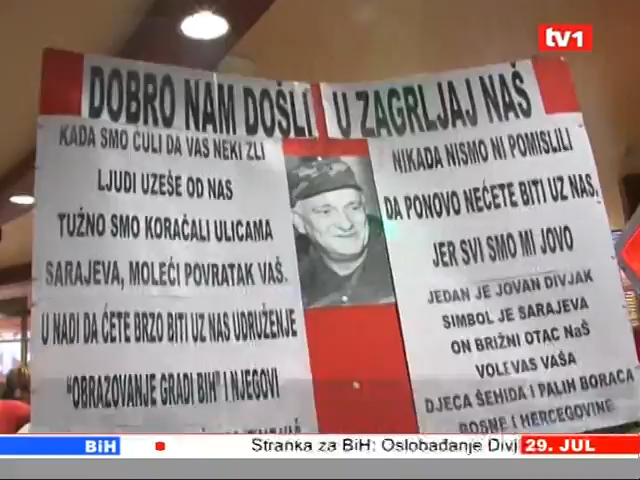 tv1
DOBRO NAM DOŠLI U ZAGRLJAJ NAŠ
KADA SMO ČULI DA VAS NEKI ZLI
LJUDI UZEŠE OD NAS
TUŽNO SMO KORAČALI ULICAMA
SARAJEVA, MOLEĆI POVRATAK VAŠ.
U NADI DA ĆETE BRZO BITI UZ NAS UDRUŽENJE
"OBRAZOVANJE GRADI BIH" I NJEGOVI
NIKADA NISMO NI POMISLILI
DA PONOVO NEĆETE BITI UZ NAS.
JER SVI SMO MI JOVO
JEDAN JE JOVAN DIVJAK
SIMBOL JE SARAJEVA
ON BRIŽNI OTAC NaŠ
VOLE VAS VAŠA
DJECA ŠEHIDA I PALIH BORACA
BOSNE I HERCEGOVINE
BiH
Stranka za BiH: Oslobađanje Divj
29. JUL